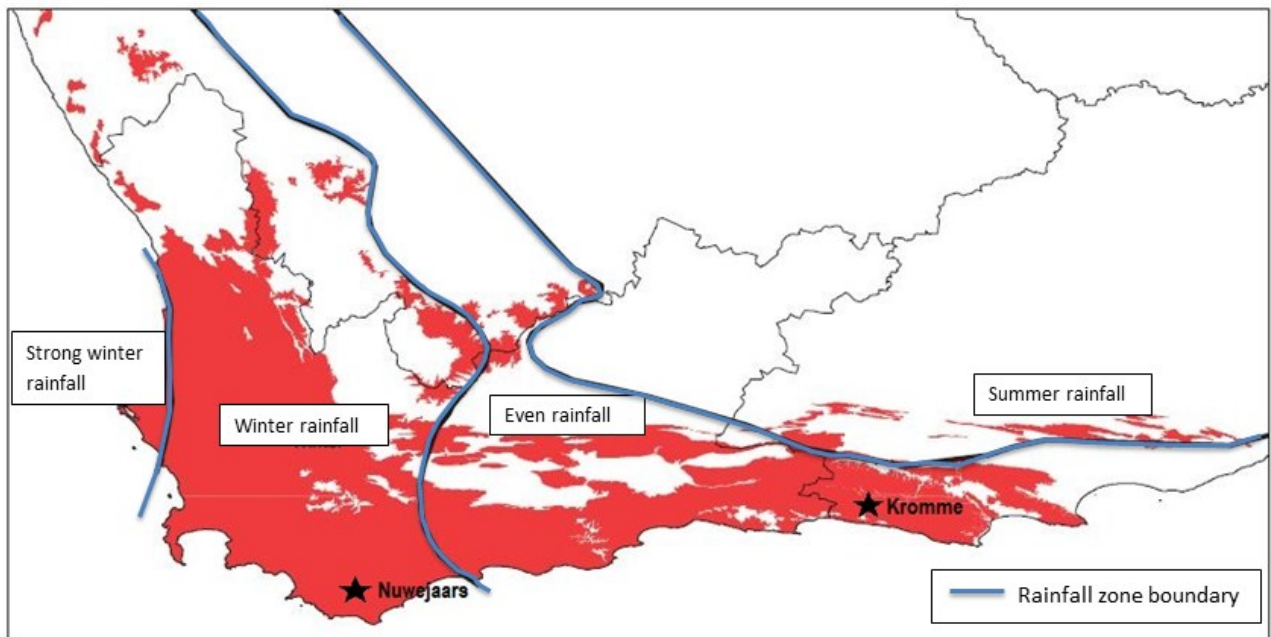 Strong winter
rainfall
Winter rainfall
Even rainfall
Summer rainfall
Kromme
Nuwejaars
Rainfall zone boundary